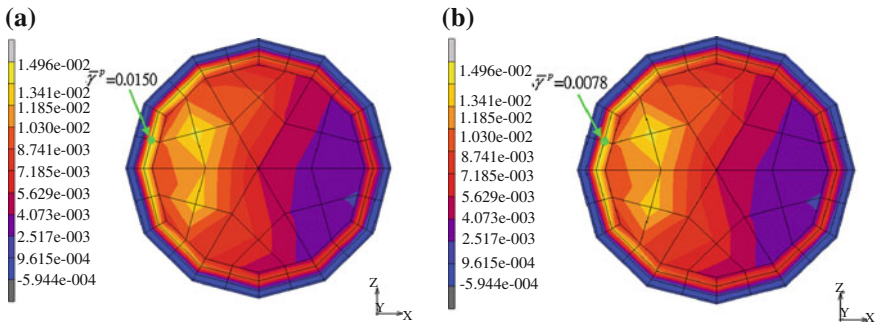 (a)
1.496e-002
1.341e-002
1.185e-002
1.030e-002
8.741e-003
7.185e-003
5.629e-003
4.073e-003
2.517e-003
9.615e-004
-5.944e-004
γ̅ᵖ=0.0150
Z
Y
X
(b)
1.496e-002
1.341e-002
1.185e-002
1.030e-002
8.741e-003
7.185e-003
5.629e-003
4.073e-003
2.517e-003
9.615e-004
-5.944e-004
γ̅ᵖ=0.0078
Z
Y
X